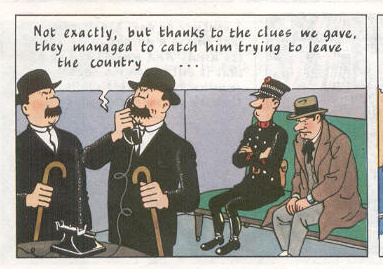 Not exactly, but thanks to the clues we gave,
they managed to catch him trying to leave
the country ...